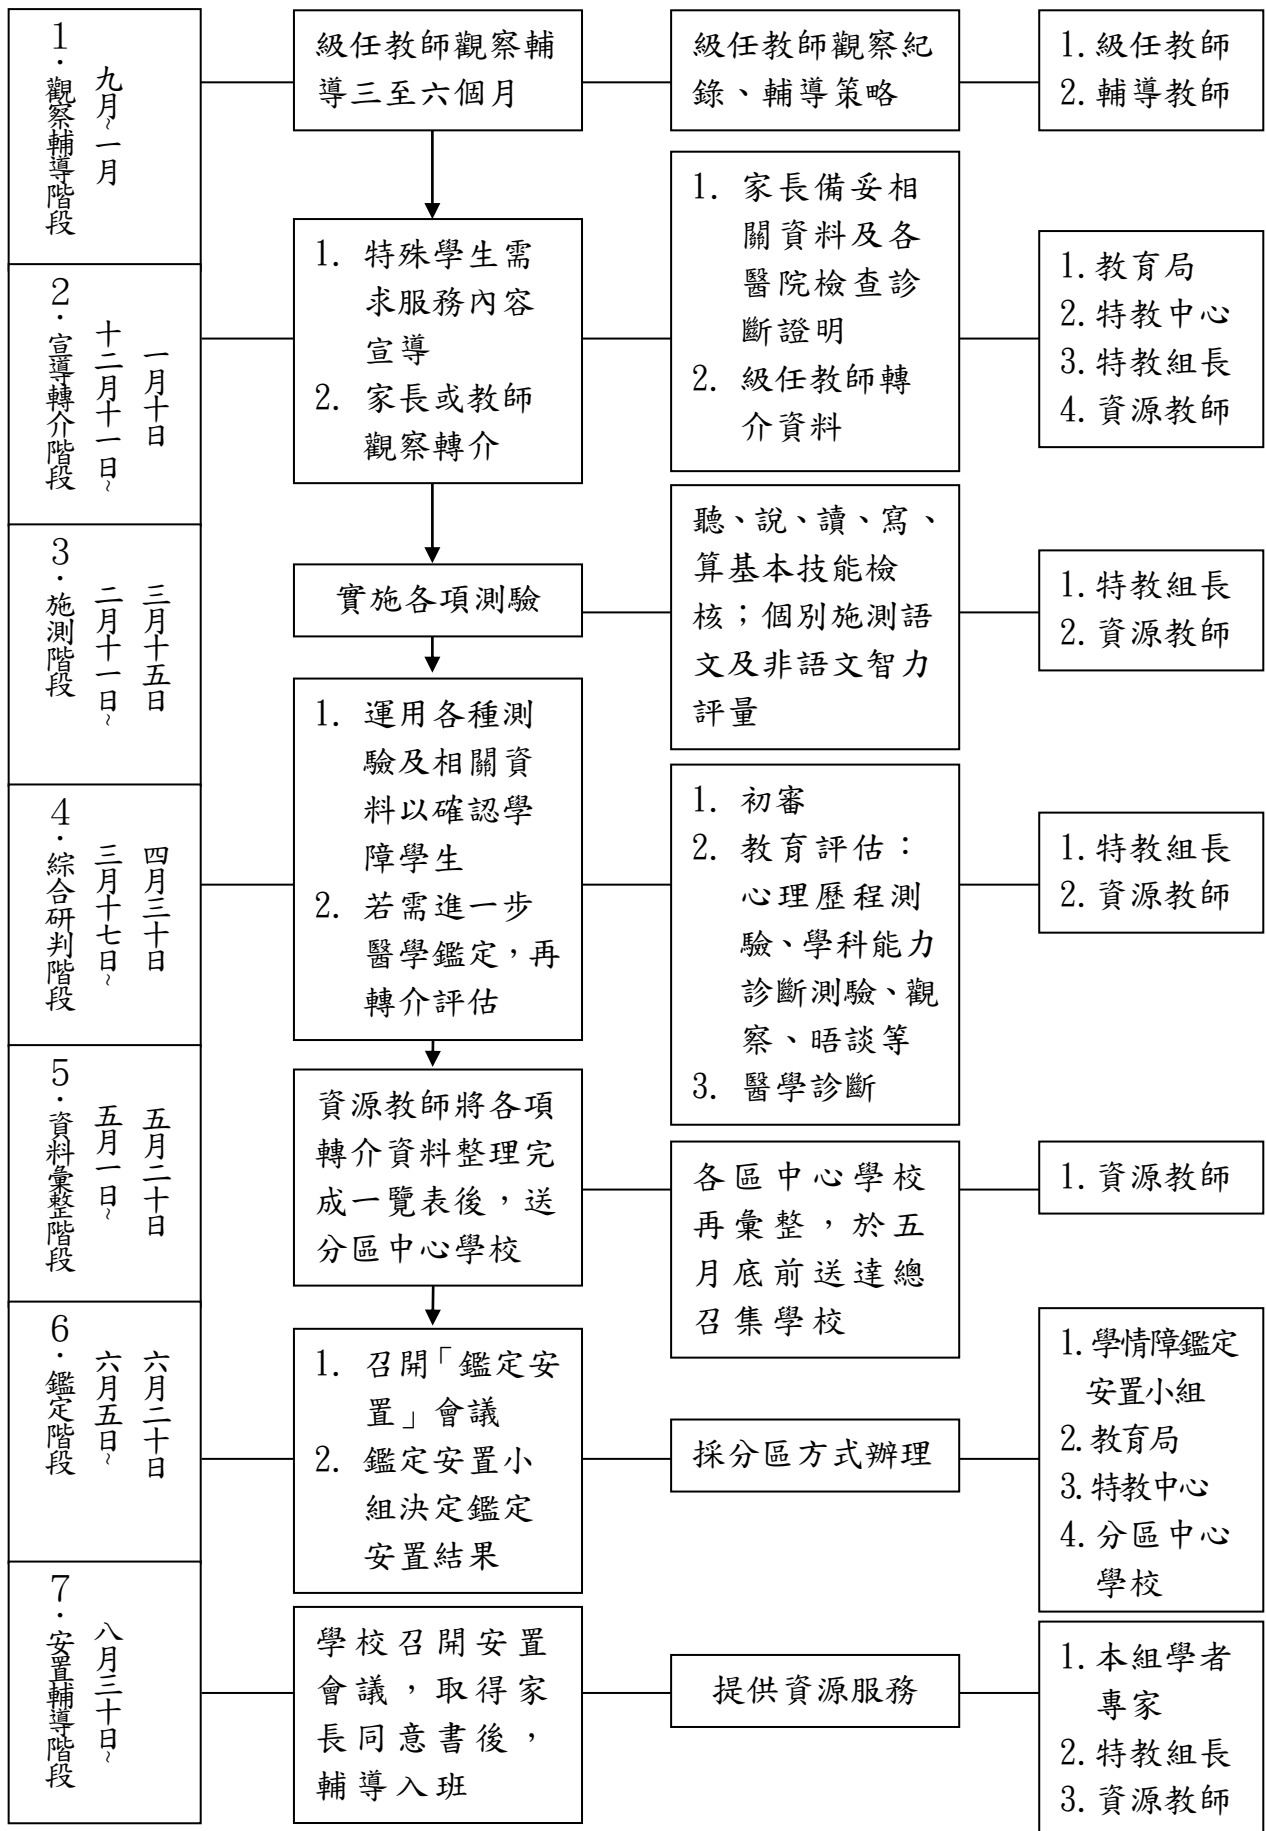 1．觀察輔導階段
九月~一月
級任教師觀察輔
導三至六個月
級任教師觀察紀
錄、輔導策略
1. 級任教師
2. 輔導教師
2．宣導轉介階段
十二月十一日~
一月十日
1. 特殊學生需
求服務內容
宣導
2. 家長或教師
觀察轉介
1. 家長備妥相
關資料及各
醫院檢查診
斷證明
2. 級任教師轉
介資料
1. 教育局
2. 特教中心
3. 特教組長
4. 資源教師
3．施測階段
二月十一日~
三月十五日
實施各項測驗
聽、說、讀、寫、
算基本技能檢
核；個別施測語
文及非語文智力
評量
1. 特教組長
2. 資源教師
4．綜合研判階段
三月十七日~
四月三十日
1. 運用各種測
驗及相關資
料以確認學
障學生
2. 若需進一步
醫學鑑定，再
轉介評估
1. 初審
2. 教育評估：
心理歷程測
驗、學科能力
診斷測驗、觀
察、晤談等
3. 醫學診斷
1. 特教組長
2. 資源教師
5．資料彙整階段
五月一日~
五月二十日
資源教師將各項
轉介資料整理完
成一覽表後，送
分區中心學校
各區中心學校
再彙整，於五
月底前送達總
召集學校
1. 資源教師
6．鑑定階段
六月五日~
六月二十日
1. 召開「鑑定安
置」會議
2. 鑑定安置小
組決定鑑定
安置結果
採分區方式辦理
1. 學情障鑑定
安置小組
2. 教育局
3. 特教中心
4. 分區中心
學校
7．安置輔導階段
八月三十日~
學校召開安置
會議，取得家
長同意書後，
輔導入班
提供資源服務
1. 本組學者
專家
2. 特教組長
3. 資源教師